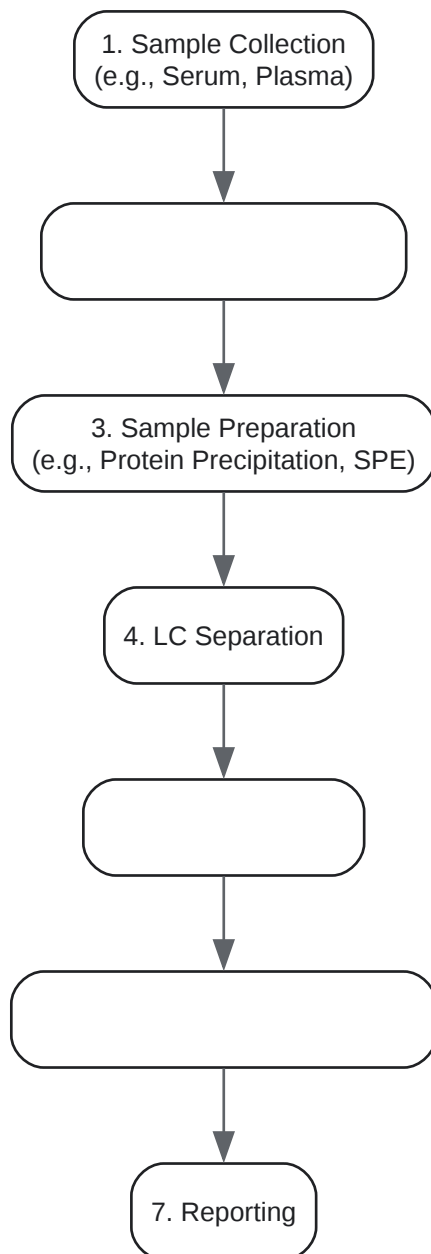 1. Sample Collection
(e.g., Serum, Plasma)
3. Sample Preparation
(e.g., Protein Precipitation, SPE)
4. LC Separation
7. Reporting